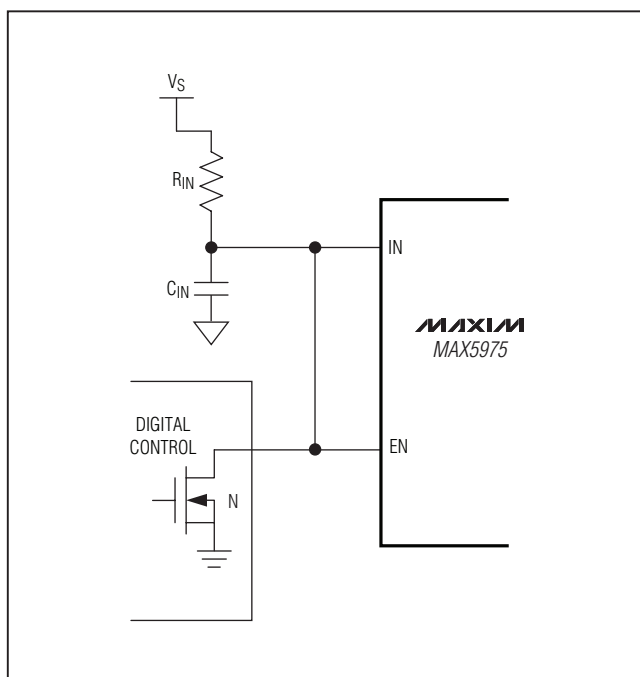 VS
RIN
IN
CIN
MAXIM
MAX5975
DIGITAL
CONTROL
EN
N